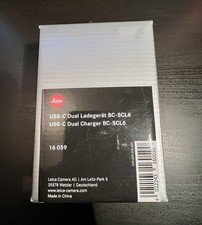 Leica
USB-C Dual Ladegerät BC-SCL6
USB-C Dual Charger BC-SCL6
16 059
Leica Camera AG | Am Leitz-Park 5
35578 Wetzlar | Deutschland
www.leica-camera.com
Made in China